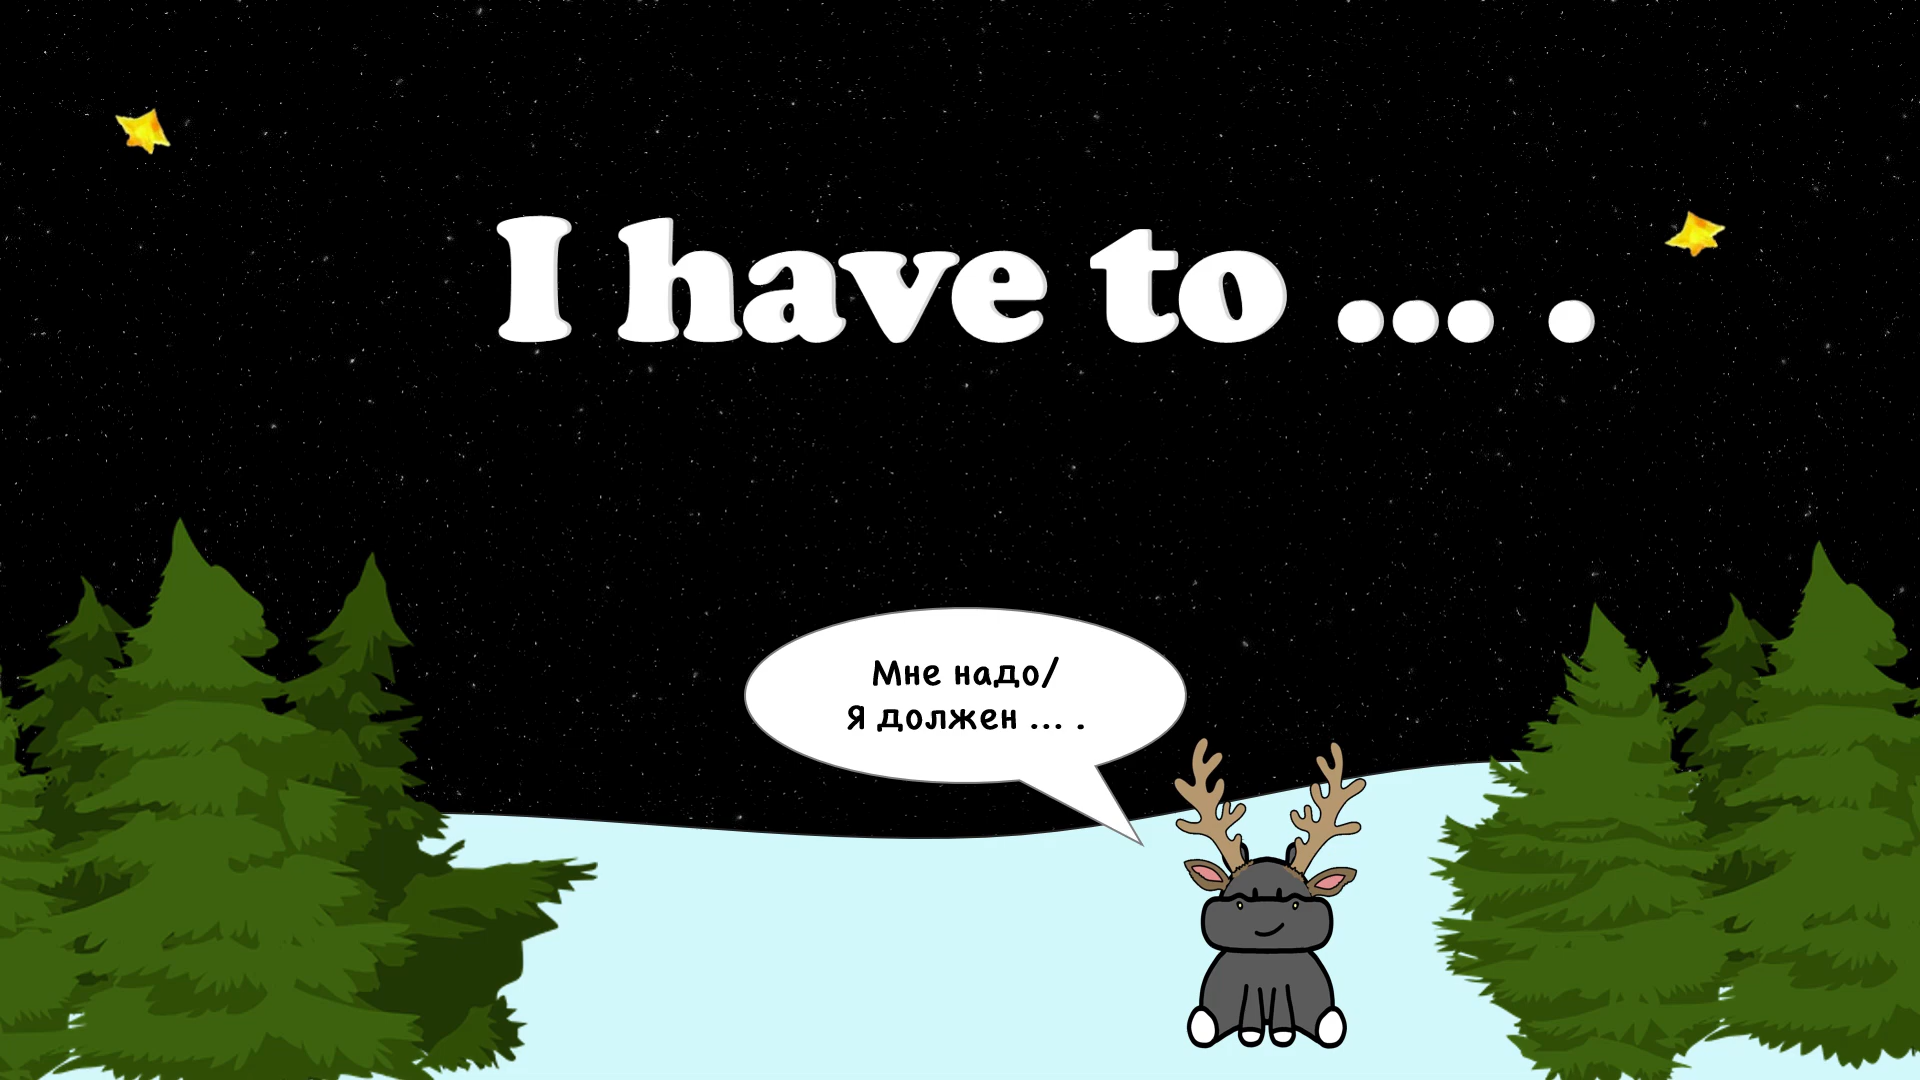 I have to ... .
Мне надо/
Я должен ... .